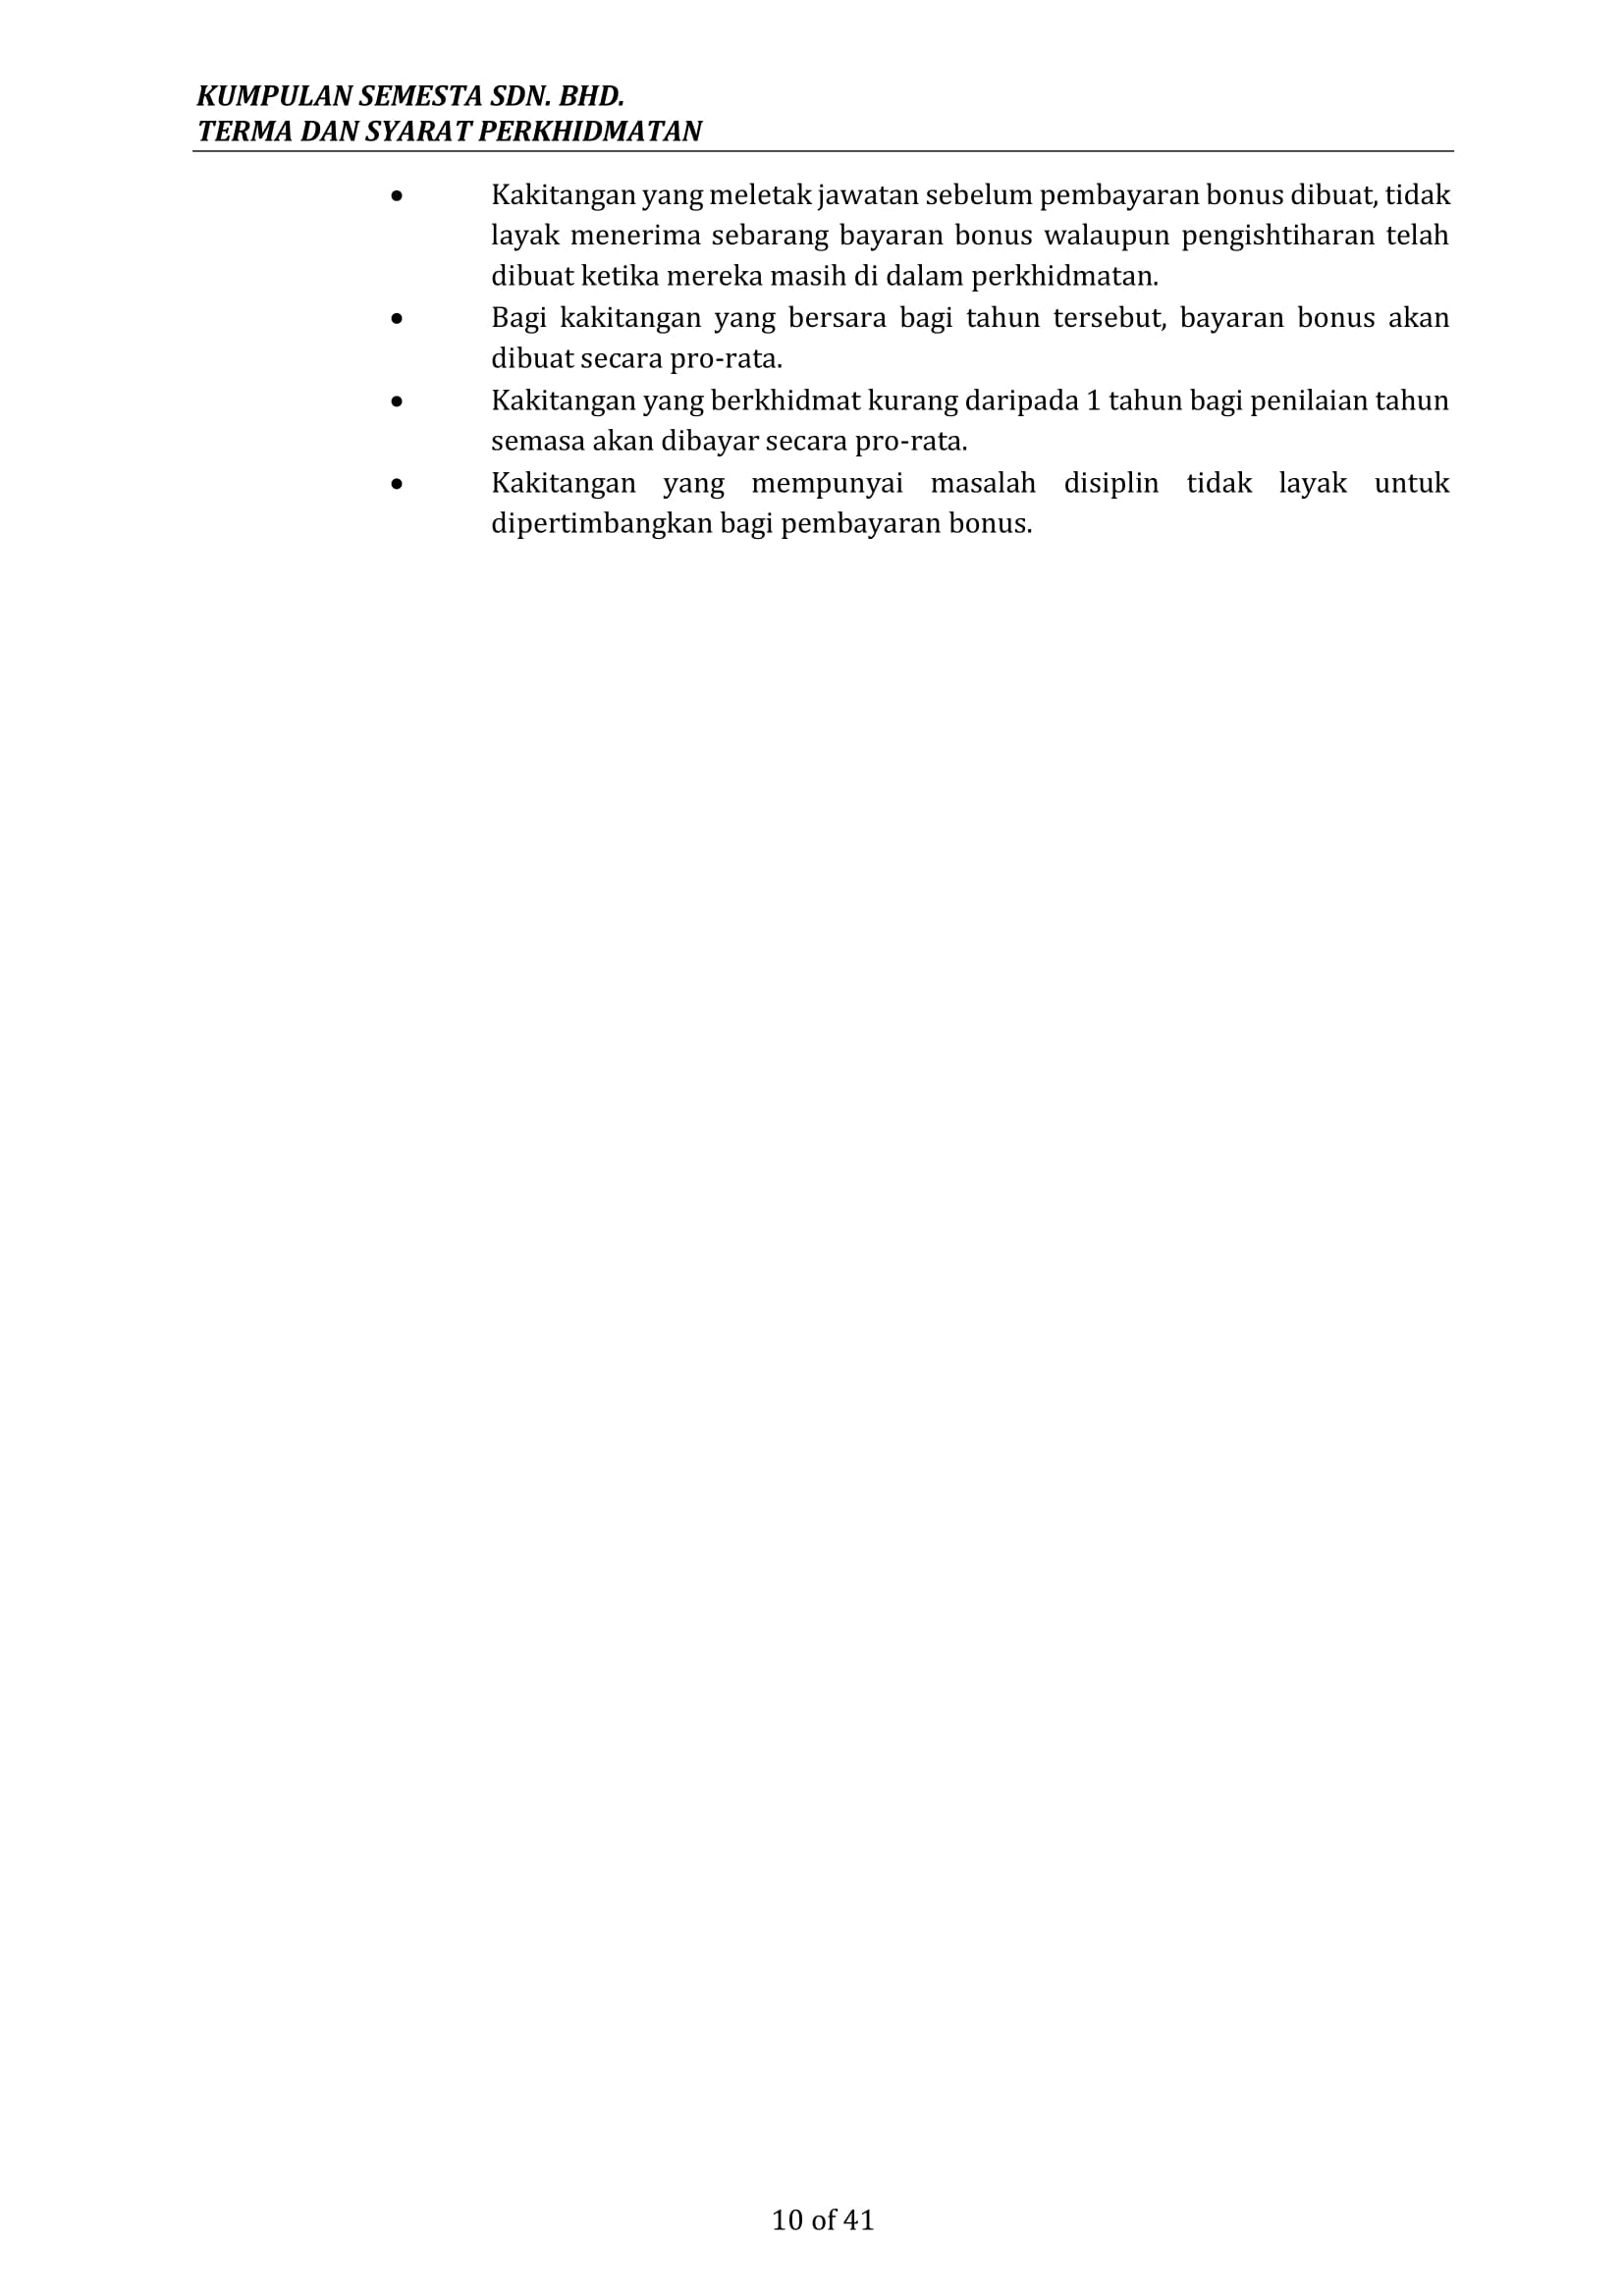 KUMPULAN SEMESTA SDN. BHD.
TERMA DAN SYARAT PERKHIDMATAN
• Kakitangan yang meletak jawatan sebelum pembayaran bonus dibuat, tidak
layak menerima sebarang bayaran bonus walaupun pengishtiharan telah
dibuat ketika mereka masih di dalam perkhidmatan.
• Bagi kakitangan yang bersara bagi tahun tersebut, bayaran bonus akan
dibuat secara pro-rata.
• Kakitangan yang berkhidmat kurang daripada 1 tahun bagi penilaian tahun
semasa akan dibayar secara pro-rata.
• Kakitangan yang mempunyai masalah disiplin tidak layak untuk
dipertimbangkan bagi pembayaran bonus.
10 of 41